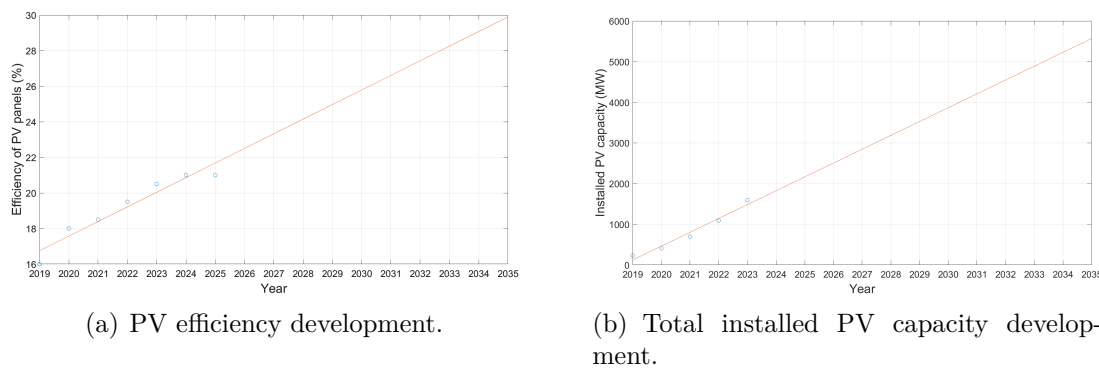 30
28
26
24
22
20
18
16
Efficiency of PV panels (%)
2019 2020 2021 2022 2023 2024 2025 2026 2027 2028 2029 2030 2031 2032 2033 2034 2035
Year
(a) PV efficiency development.
6000
5000
4000
3000
2000
1000
0
Installed PV capacity (MW)
2019 2020 2021 2022 2023 2024 2025 2026 2027 2028 2029 2030 2031 2032 2033 2034 2035
Year
(b) Total installed PV capacity develop-
ment.